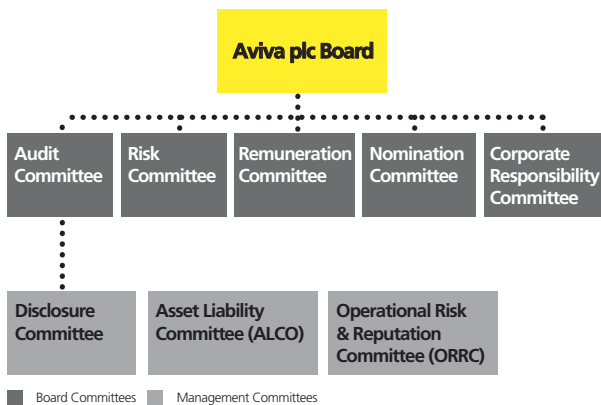 Aviva plc Board
Audit
Committee
Risk
Committee
Remuneration
Committee
Nomination
Committee
Corporate
Responsibility
Committee
Disclosure
Committee
Asset Liability
Committee (ALCO)
Operational Risk
& Reputation
Committee (ORRC)
Board Committees
Management Committees